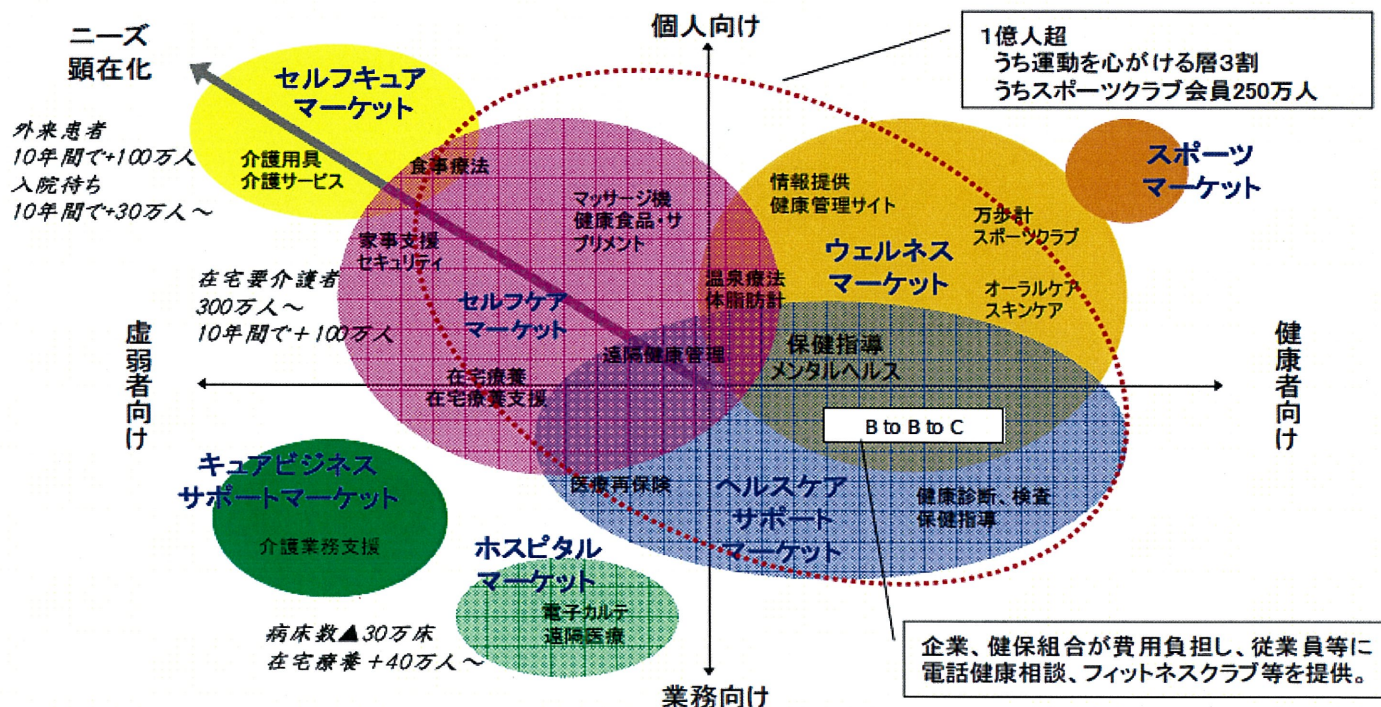 ニーズ
顕在化
個人向け
1億人超
うち運動を心がける層3割
うちスポーツクラブ会員250万人
セルフキュア
マーケット
外来患者
10年間で+100万人
入院待ち
10年間で+30万人~
介護用具
介護サービス
食事療法
マッサージ機
健康食品・サ
プリメント
情報提供
健康管理サイト
スポーツ
マーケット
万歩計
スポーツクラブ
家事支援
セキュリティ
ウェルネス
マーケット
温泉療法
体脂肪計
オーラルケア
スキンケア
在宅要介護者
300万人~
10年間で+100万人
セルフケア
マーケット
虚弱者向け
健康者向け
遠隔健康管理
保健指導
メンタルヘルス
在宅療養
在宅療養支援
B to B to C
キュアビジネス
サポートマーケット
介護業務支援
医療再保険
ヘルスケア
サポート
マーケット
健康診断、検査
保健指導
ホスピタル
マーケット
電子カルテ
遠隔医療
病床数▲30万床
在宅療養+40万人~
企業、健保組合が費用負担し、従業員等に
電話健康相談、フィットネスクラブ等を提供。
業務向け